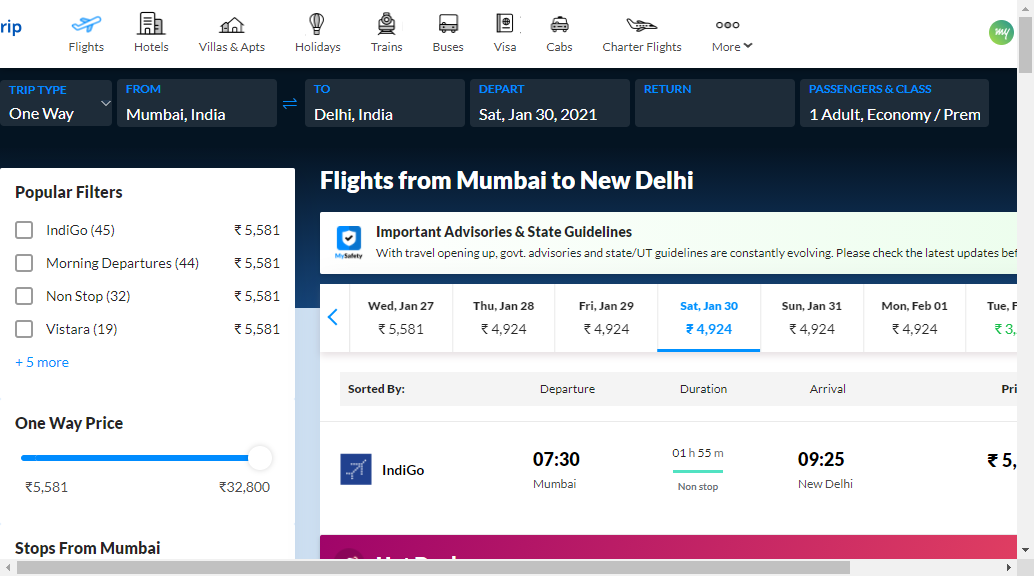 rip
Flights Hotels Villas & Apts Holidays Trains Buses Visa Cabs Charter Flights More
my
TRIP TYPE FROM TO DEPART RETURN PASSENGERS & CLASS
One Way Mumbai, India Delhi, India Sat, Jan 30, 2021 1 Adult, Economy / Prem
Popular Filters
IndiGo (45) ₹ 5,581
Morning Departures (44) ₹ 5,581
Non Stop (32) ₹ 5,581
Vistara (19) ₹ 5,581
+ 5 more
One Way Price
₹5,581 ₹32,800
Stops From Mumbai
Flights from Mumbai to New Delhi
Important Advisories & State Guidelines
MySafety
With travel opening up, govt. advisories and state/UT guidelines are constantly evolving. Please check the latest updates bef
Wed, Jan 27 Thu, Jan 28 Fri, Jan 29 Sat, Jan 30 Sun, Jan 31 Mon, Feb 01 Tue, F
₹ 5,581 ₹ 4,924 ₹ 4,924 ₹ 4,924 ₹ 4,924 ₹ 4,924 ₹ 3,
Sorted By: Departure Duration Arrival Pri
IndiGo 07:30 01 h 55 m 09:25 ₹ 5,
Mumbai Non stop New Delhi